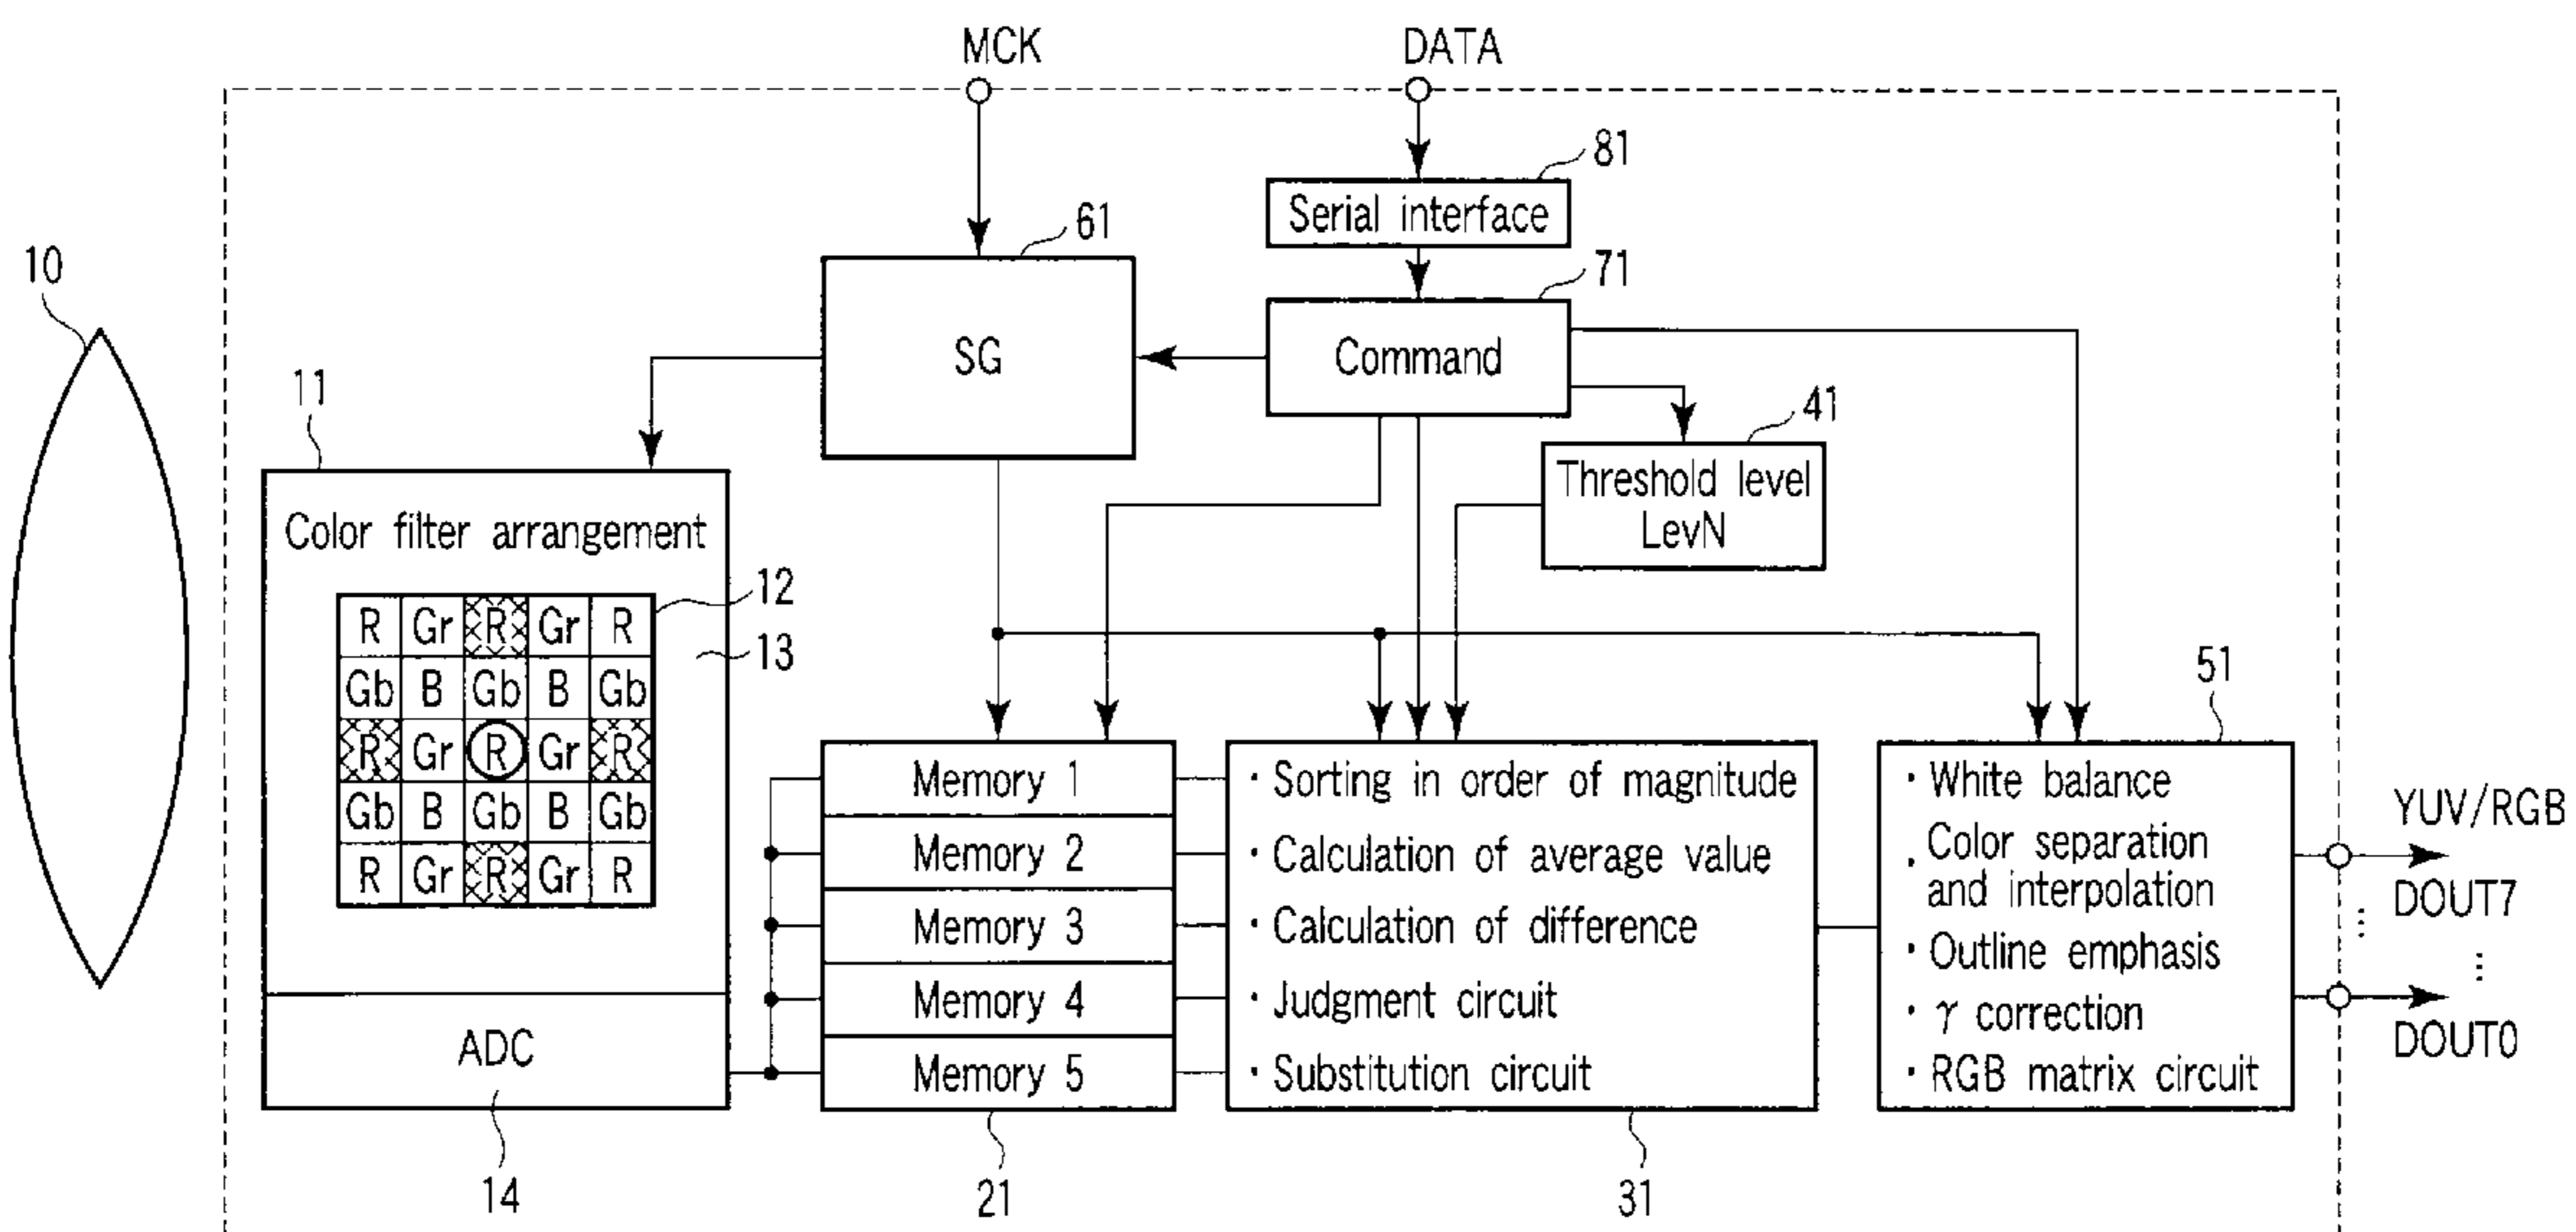 MCK
DATA
81
Serial interface
61
71
10
SG
Command
11
41
Threshold level
LevN
Color filter arrangement
12
R Gr R Gr R
13
Gb B Gb B Gb
R Gr R Gr R
Gb B Gb B Gb
R Gr R Gr R
51
Memory 1
Memory 2
Memory 3
Memory 4
Memory 5
· Sorting in order of magnitude
· Calculation of average value
· Calculation of difference
· Judgment circuit
· Substitution circuit
· White balance
· Color separation
and interpolation
· Outline emphasis
· γ correction
· RGB matrix circuit
YUV/RGB
DOUT7
⋮ ⋮
DOUT0
ADC
14
21
31